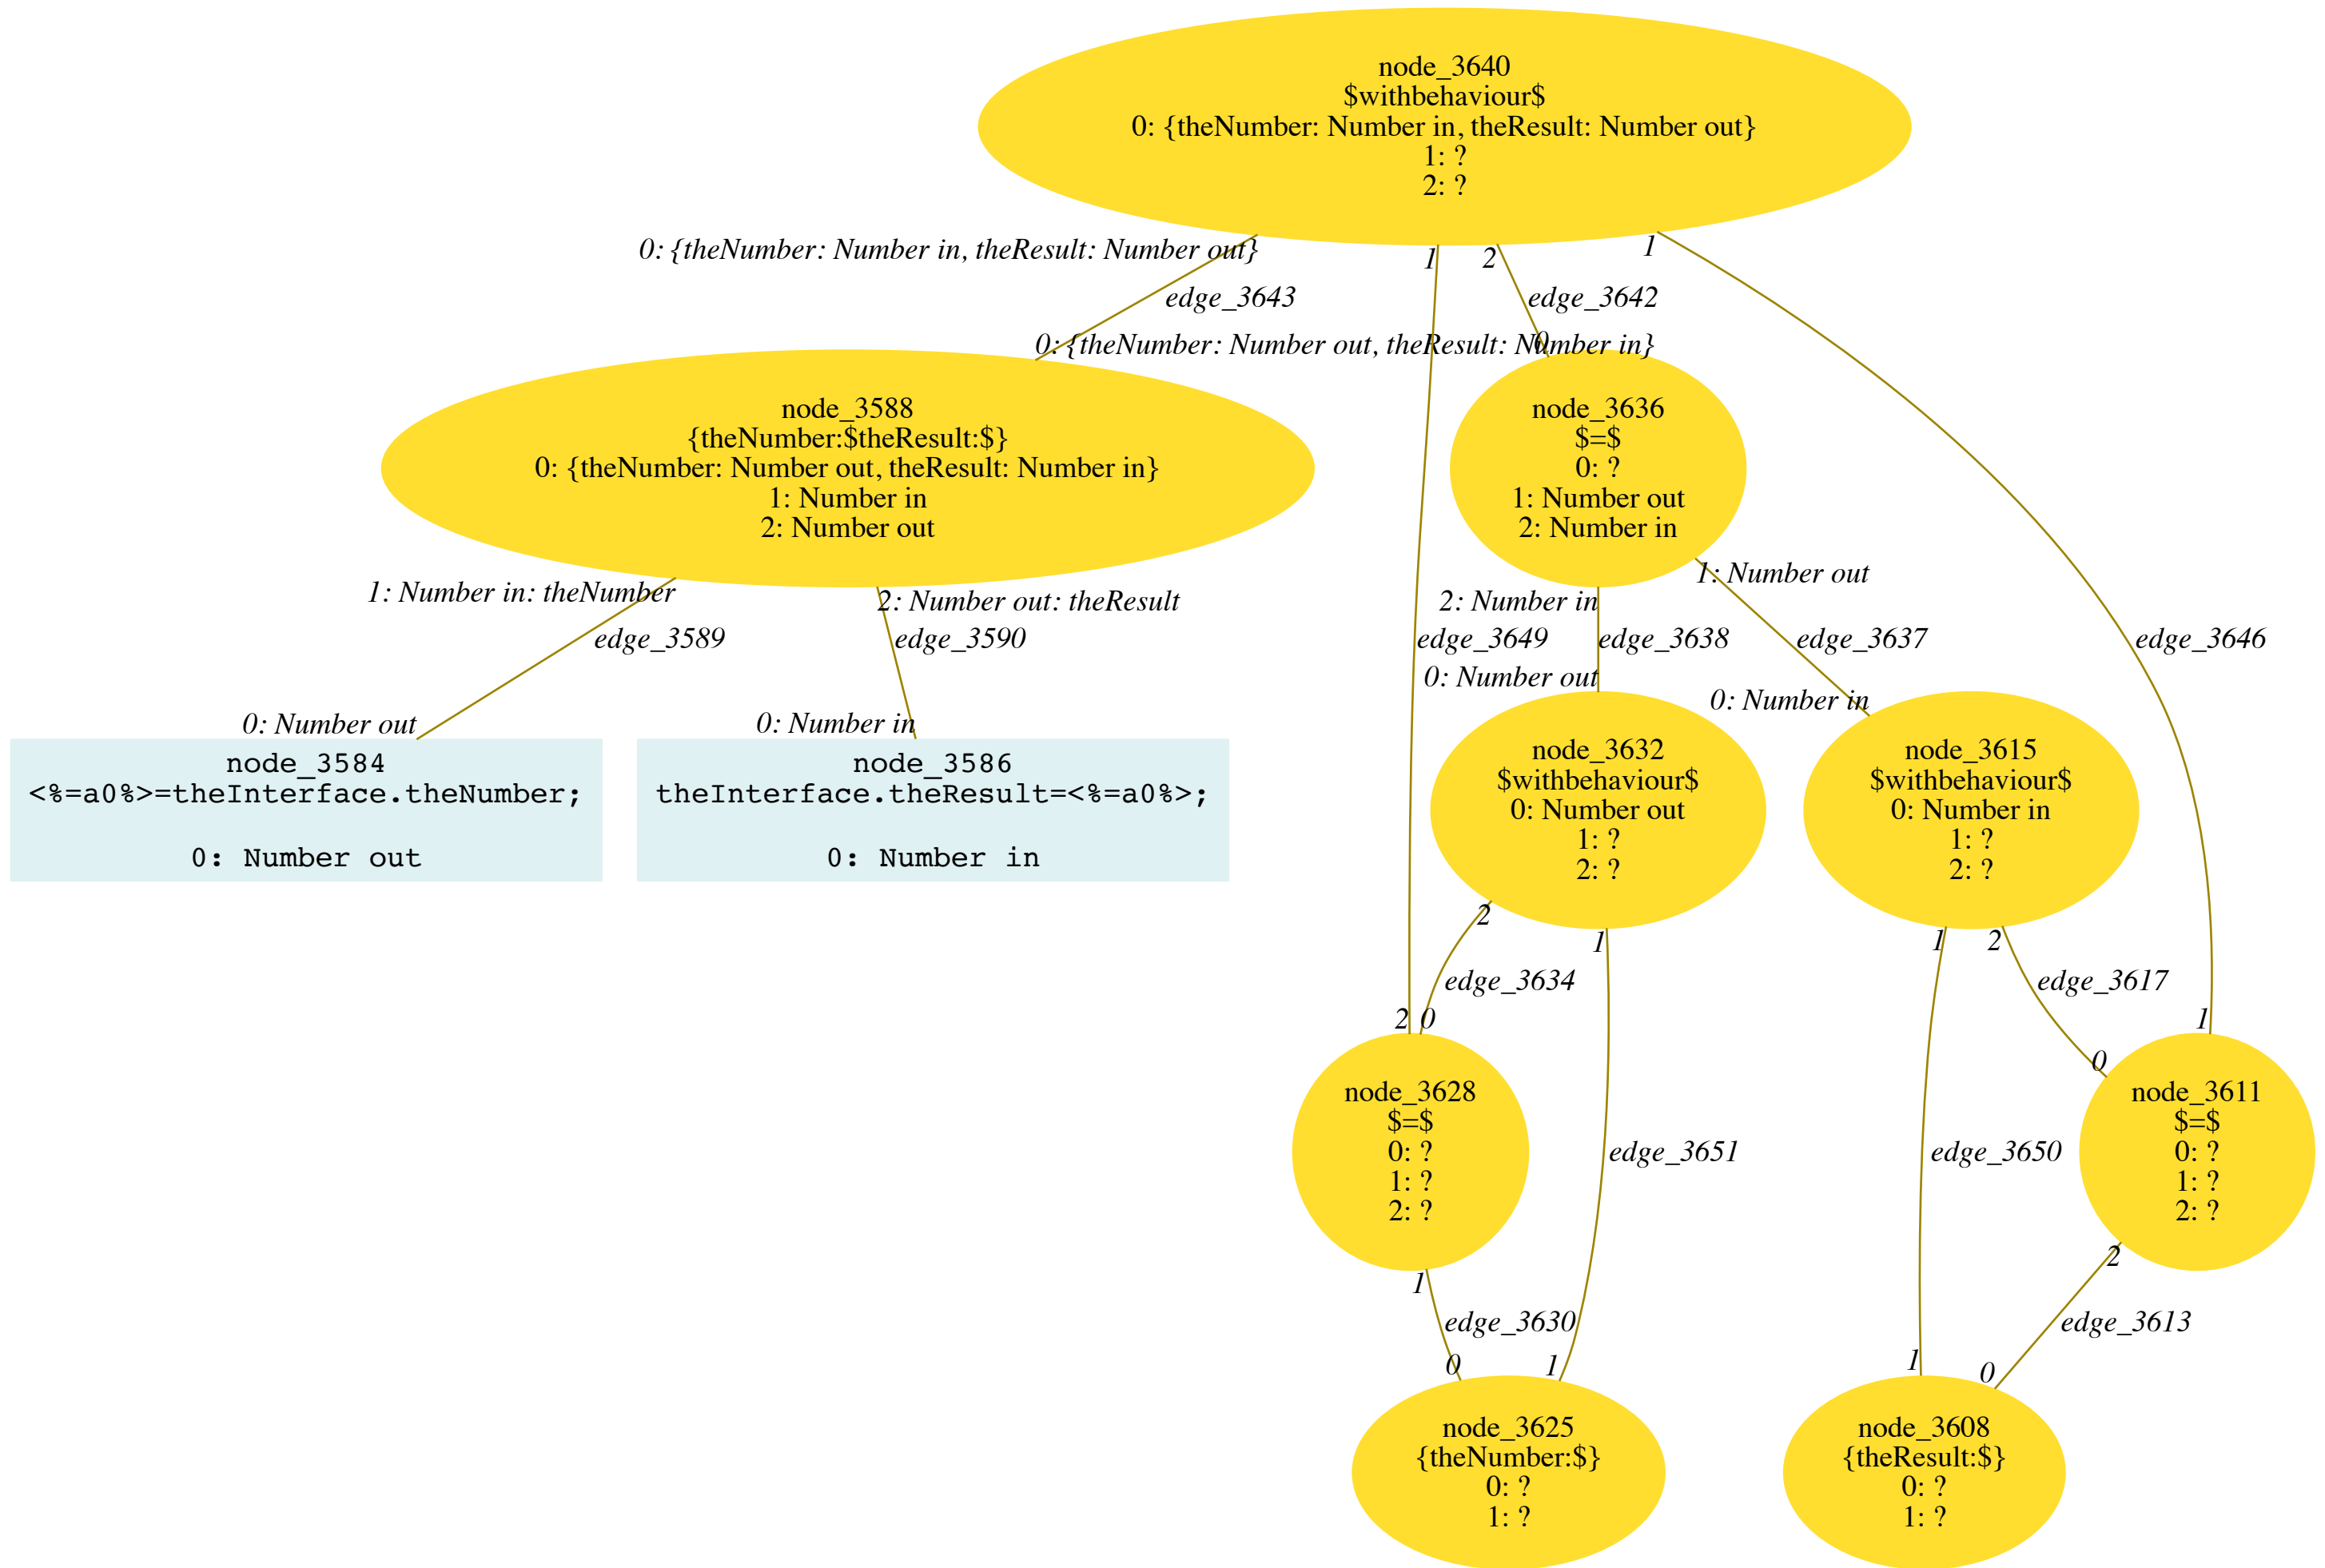 node_3640
$withbehaviour$
0: {theNumber: Number in, theResult: Number out}
1: ?
2: ?
0: {theNumber: Number in, theResult: Number out}
1
2
1
edge_3643
edge_3642
0: {theNumber: Number out, theResult: Number in}
0
node_3588
{theNumber:$theResult:$}
0: {theNumber: Number out, theResult: Number in}
1: Number in
2: Number out
node_3636
$=$
0: ?
1: Number out
2: Number in
1: Number in: theNumber
2: Number out: theResult
2: Number in
1: Number out
edge_3589
edge_3590
edge_3649
edge_3638
edge_3637
edge_3646
0: Number out
0: Number in
0: Number out
0: Number in
node_3584
<%=a0%>=theInterface.theNumber;
0: Number out
node_3586
theInterface.theResult=<%=a0%>;
0: Number in
node_3632
$withbehaviour$
0: Number out
1: ?
2: ?
node_3615
$withbehaviour$
0: Number in
1: ?
2: ?
2
1
1
2
edge_3634
edge_3617
2
0
0
1
node_3628
$=$
0: ?
1: ?
2: ?
edge_3651
edge_3650
node_3611
$=$
0: ?
1: ?
2: ?
1
2
edge_3630
edge_3613
0
1
1
0
node_3625
{theNumber:$}
0: ?
1: ?
node_3608
{theResult:$}
0: ?
1: ?